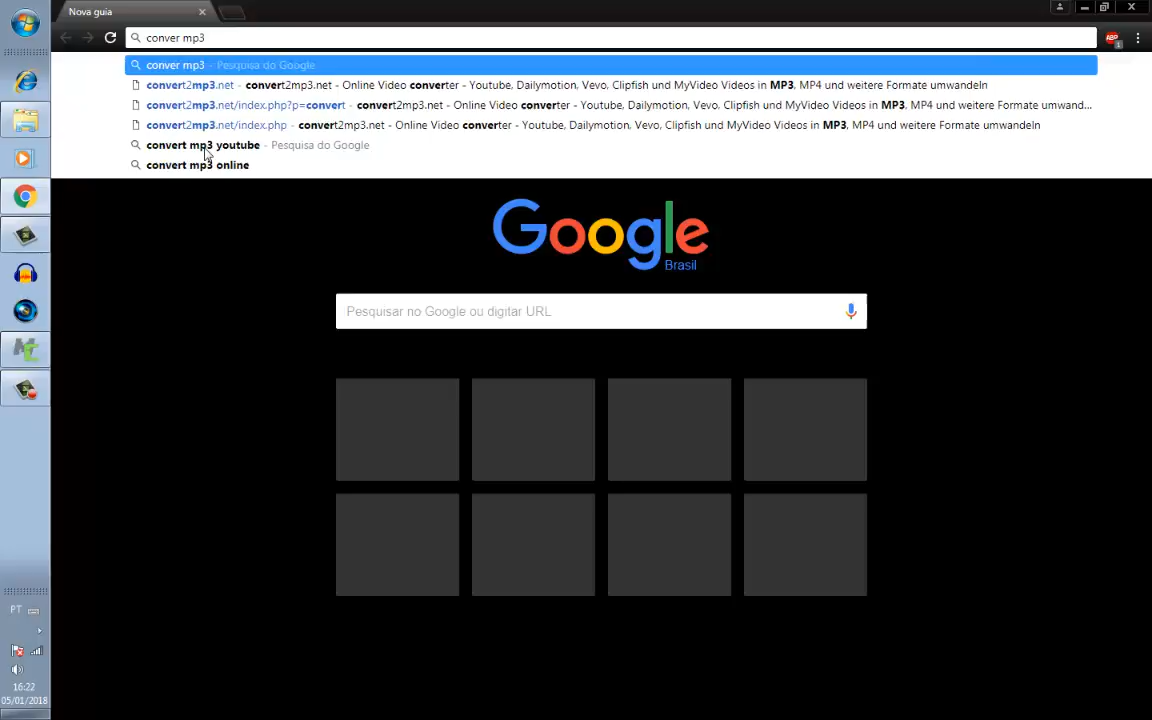 Nova guia
conver mp3
ABP
1
conver mp3 - Pesquisa do Google
convert2mp3.net - convert2mp3.net - Online Video converter - Youtube, Dailymotion, Vevo, Clipfish und MyVideo Videos in MP3, MP4 und weitere Formate umwandeln
convert2mp3.net/index.php?p=convert - convert2mp3.net - Online Video converter - Youtube, Dailymotion, Vevo, Clipfish und MyVideo Videos in MP3, MP4 und weitere Formate umwand...
convert2mp3.net/index.php - convert2mp3.net - Online Video converter - Youtube, Dailymotion, Vevo, Clipfish und MyVideo Videos in MP3, MP4 und weitere Formate umwandeln
convert mp3 youtube - Pesquisa do Google
convert mp3 online
Google
Brasil
Pesquisar no Google ou digitar URL
PT
16:22
05/01/2018